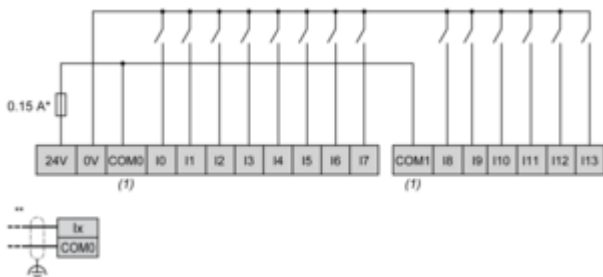 0.15 A*
24V 0V COM0 I0 I1 I2 I3 I4 I5 I6 I7 COM1 I8 I9 I10 I11 I12 I13
(1) (1)
**
Ix
COM0